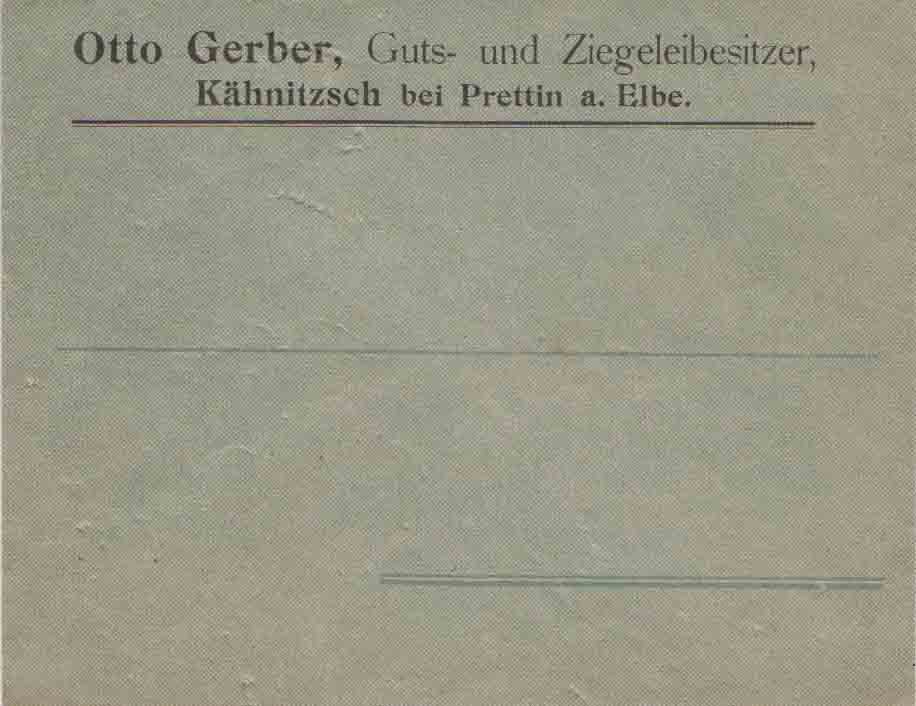 Otto Gerber, Guts- und Ziegeleibesitzer,
Kähnitzsch bei Prettin a. Elbe.